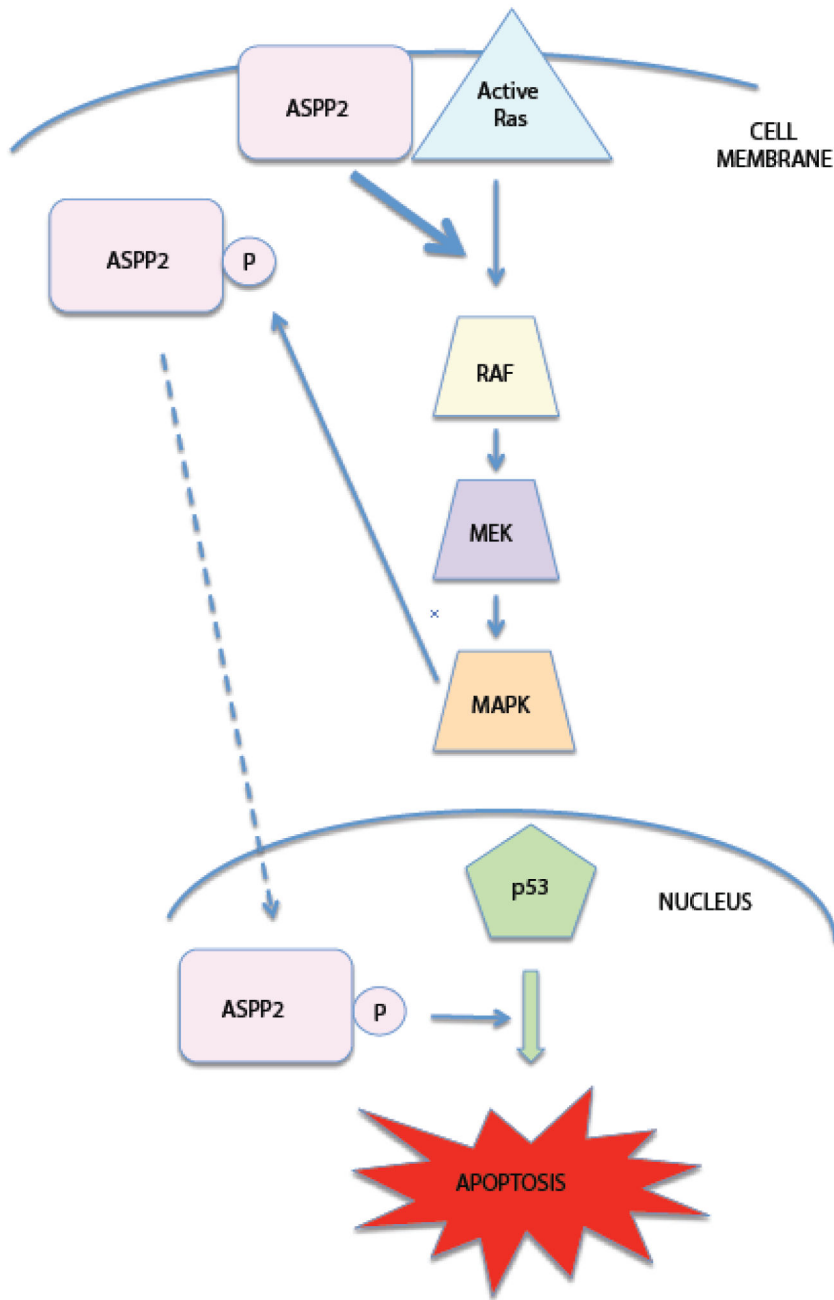 ASPP2
Active
Ras
CELL
MEMBRANE
ASPP2
P
RAF
MEK
MAPK
p53
NUCLEUS
ASPP2
P
APOPTOSIS